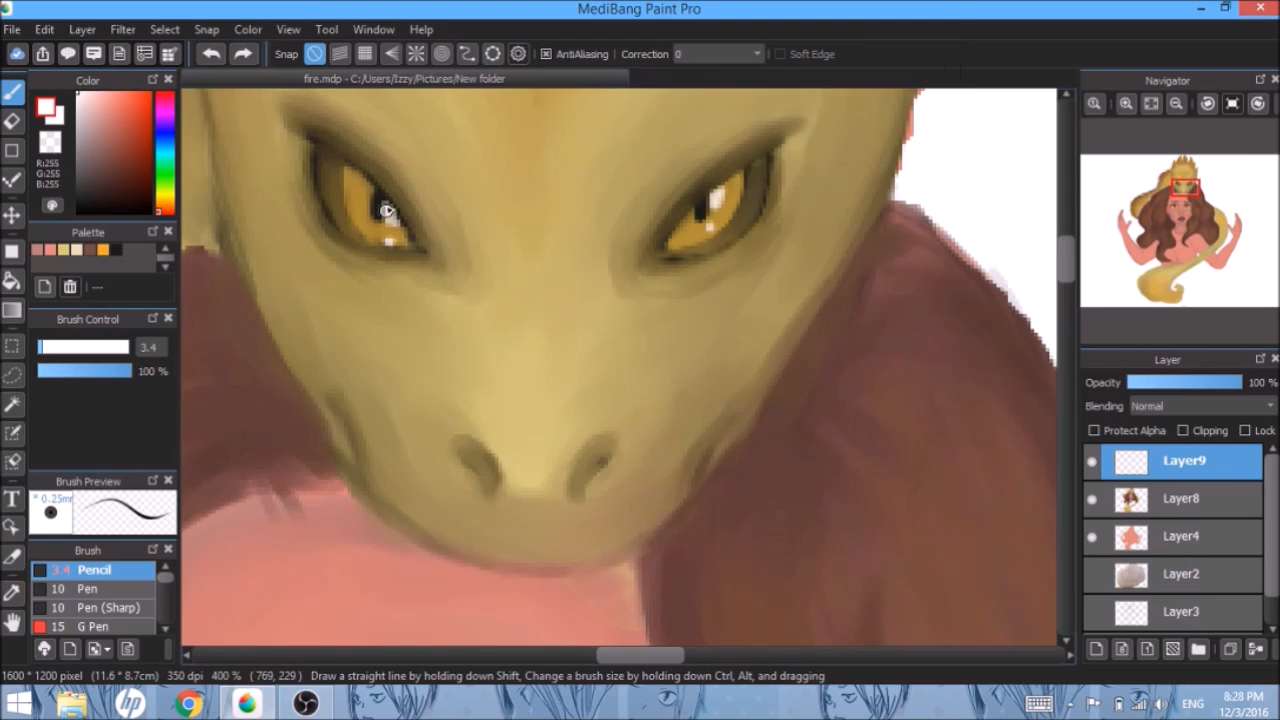 MediBang Paint Pro
File Edit Layer Filter Select Snap Color View Tool Window Help
Snap AntiAliasing Correction 0 Soft Edge
Color
fire.mdp - C:/Users/Izzy/Pictures/New folder
Navigator
R:255
G:255
B:255
Palette
---
Brush Control
3.4
100 %
Brush Preview
* 0.25mm
Brush
3.4 Pencil
10 Pen
10 Pen (Sharp)
15 G Pen
Layer
Opacity 100 %
Blending Normal
Protect Alpha Clipping Lock
Layer9
Layer8
Layer4
Layer2
Layer3
1600 * 1200 pixel (11.6 * 8.7cm) 350 dpi 400 % ( 769, 229 ) Draw a straight line by holding down Shift, Change a brush size by holding down Ctrl, Alt, and dragging
hp
ENG
8:28 PM
12/3/2016